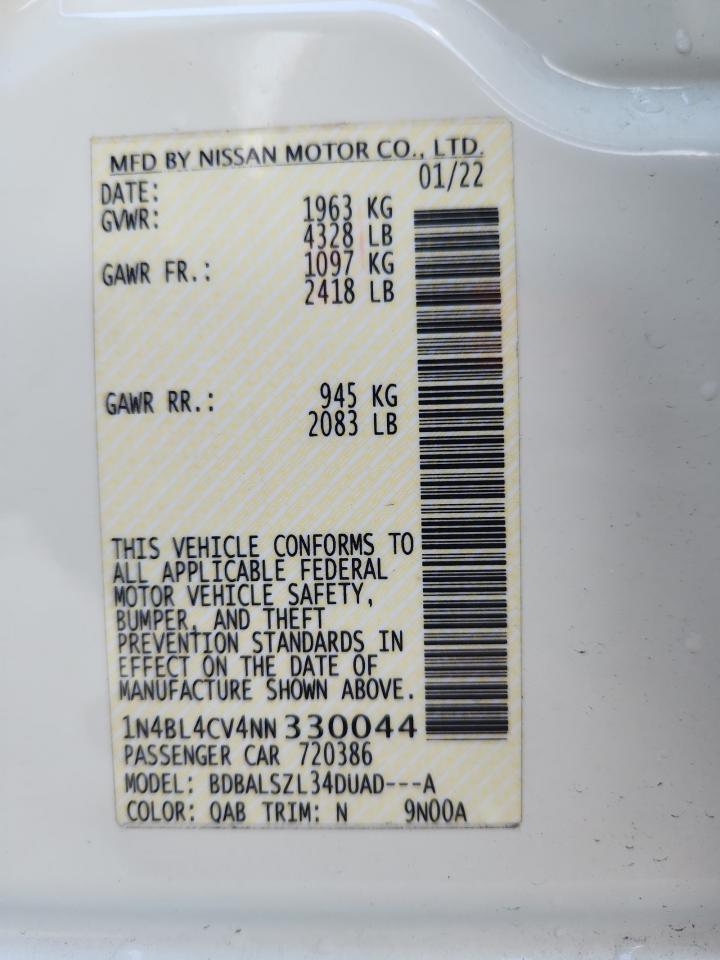 MFD BY NISSAN MOTOR CO., LTD.
DATE: 01/22
GVWR: 1963 KG
4328 LB
GAWR FR.: 1097 KG
2418 LB
GAWR RR.: 945 KG
2083 LB
THIS VEHICLE CONFORMS TO
ALL APPLICABLE FEDERAL
MOTOR VEHICLE SAFETY,
BUMPER, AND THEFT
PREVENTION STANDARDS IN
EFFECT ON THE DATE OF
MANUFACTURE SHOWN ABOVE.
1N4BL4CV4NN330044
PASSENGER CAR 720386
MODEL: BDBALSZL34DUAD---A
COLOR: QAB TRIM: N 9N00A